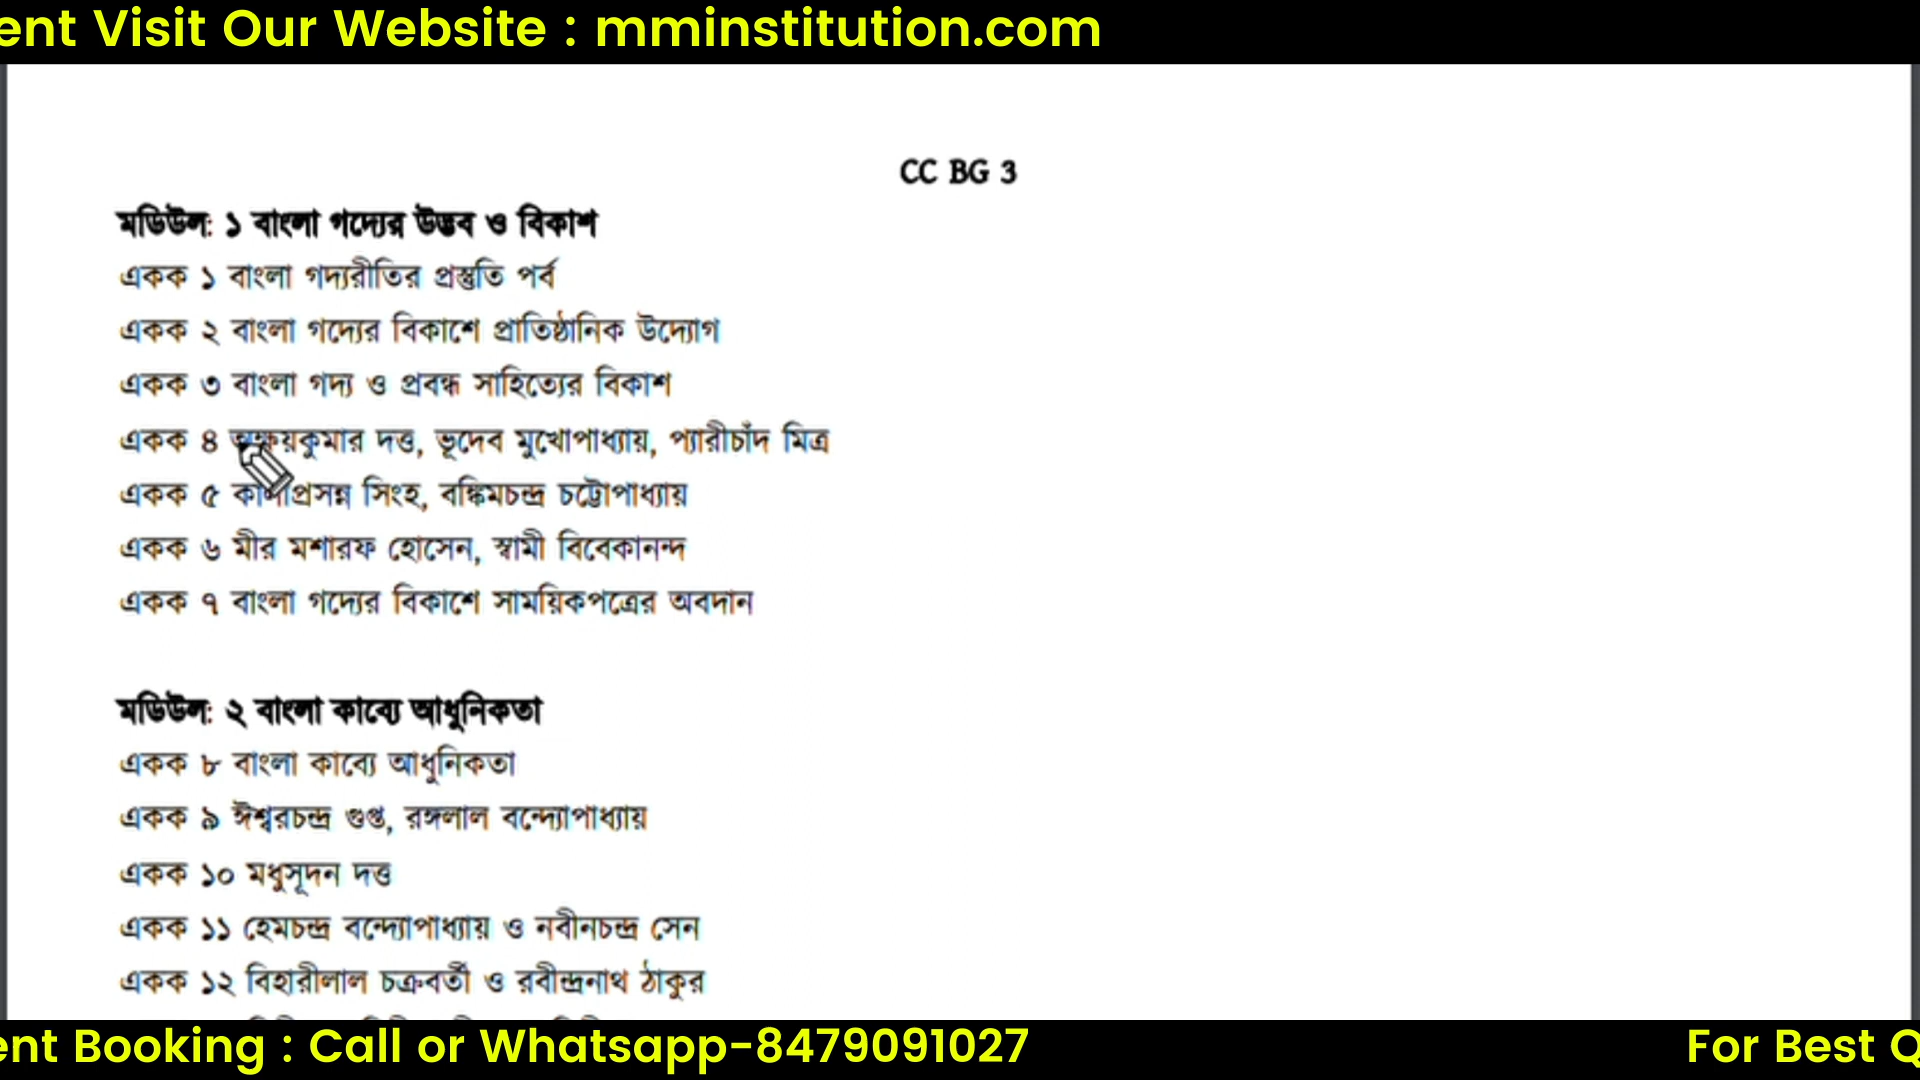 ent Visit Our Website : mminstitution.com
CC BG 3
মডিউল: ১ বাংলা গদ্যের উদ্ভব ও বিকাশ
একক ১ বাংলা গদ্যরীতির প্রস্তুতি পর্ব
একক ২ বাংলা গদ্যের বিকাশে প্রাতিষ্ঠানিক উদ্যোগ
একক ৩ বাংলা গদ্য ও প্রবন্ধ সাহিত্যের বিকাশ
একক ৪ অক্ষয়কুমার দত্ত, ভূদেব মুখোপাধ্যায়, প্যারীচাঁদ মিত্র
একক ৫ কালীপ্রসন্ন সিংহ, বঙ্কিমচন্দ্র চট্টোপাধ্যায়
একক ৬ মীর মশারফ হোসেন, স্বামী বিবেকানন্দ
একক ৭ বাংলা গদ্যের বিকাশে সাময়িকপত্রের অবদান
মডিউল: ২ বাংলা কাব্যে আধুনিকতা
একক ৮ বাংলা কাব্যে আধুনিকতা
একক ৯ ঈশ্বরচন্দ্র গুপ্ত, রঙ্গলাল বন্দ্যোপাধ্যায়
একক ১০ মধুসূদন দত্ত
একক ১১ হেমচন্দ্র বন্দ্যোপাধ্যায় ও নবীনচন্দ্র সেন
একক ১২ বিহারীলাল চক্রবর্তী ও রবীন্দ্রনাথ ঠাকুর
ent Booking : Call or Whatsapp-8479091027 For Best Q